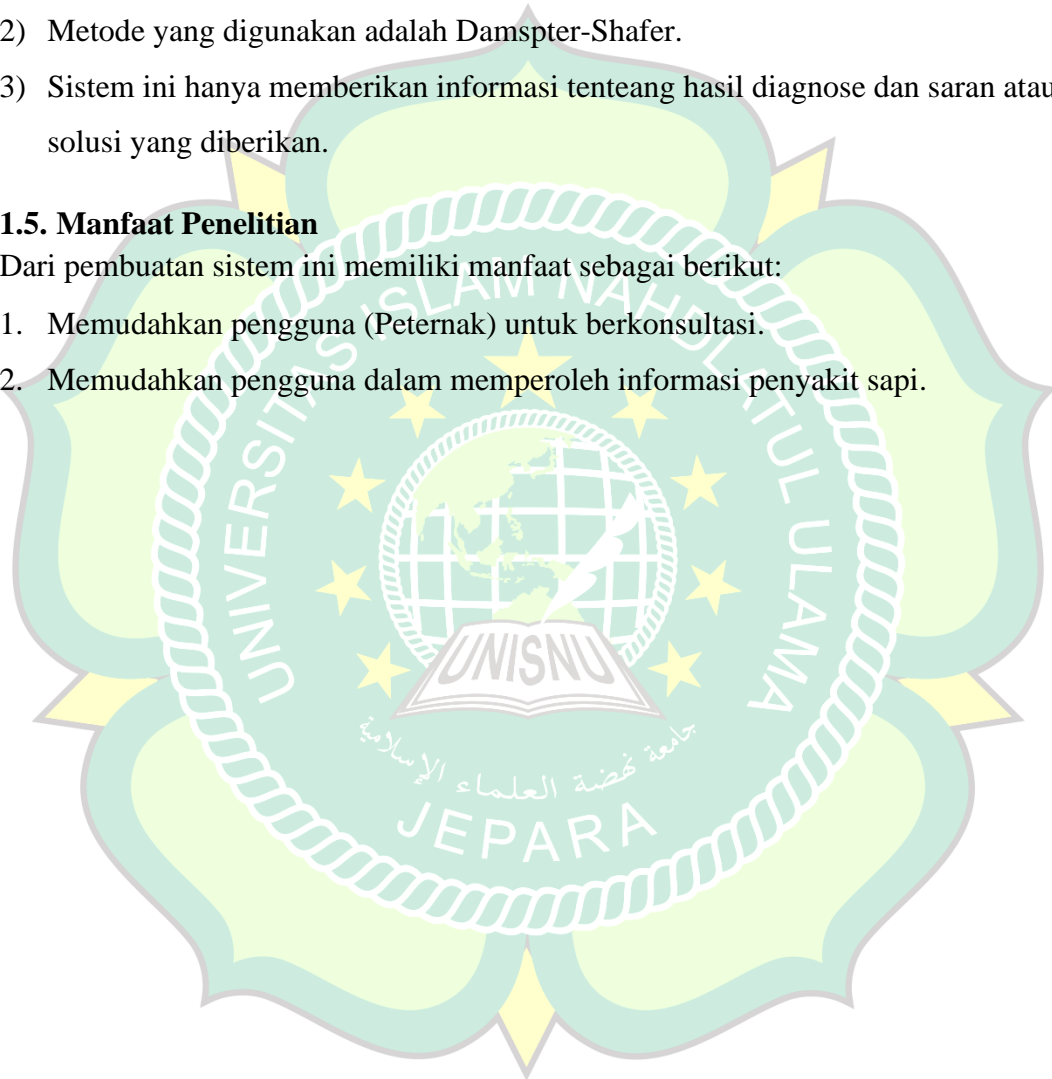 2) Metode yang digunakan adalah Damspter-Shafer.
3) Sistem ini hanya memberikan informasi tenteang hasil diagnose dan saran atau
solusi yang diberikan.
1.5. Manfaat Penelitian
Dari pembuatan sistem ini memiliki manfaat sebagai berikut:
1. Memudahkan pengguna (Peternak) untuk berkonsultasi.
2. Memudahkan pengguna dalam memperoleh informasi penyakit sapi.
UNIVERSITAS ISLAM NAHDLATUL ULAMA
UNISNU
جامعة نهضة العلماء الإسلامية
JEPARA